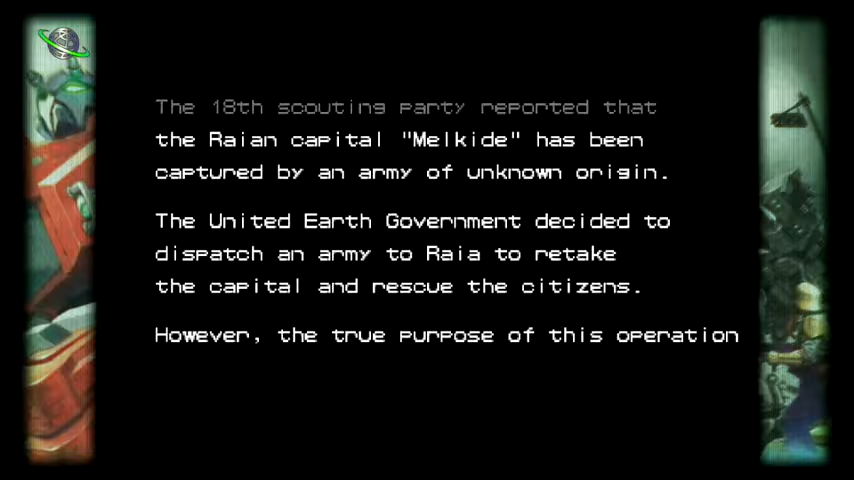 The 18th scouting party reported that
the Raian capital "Melkide" has been
captured by an army of unknown origin.
The United Earth Government decided to
dispatch an army to Raia to retake
the capital and rescue the citizens.
However, the true purpose of this operation